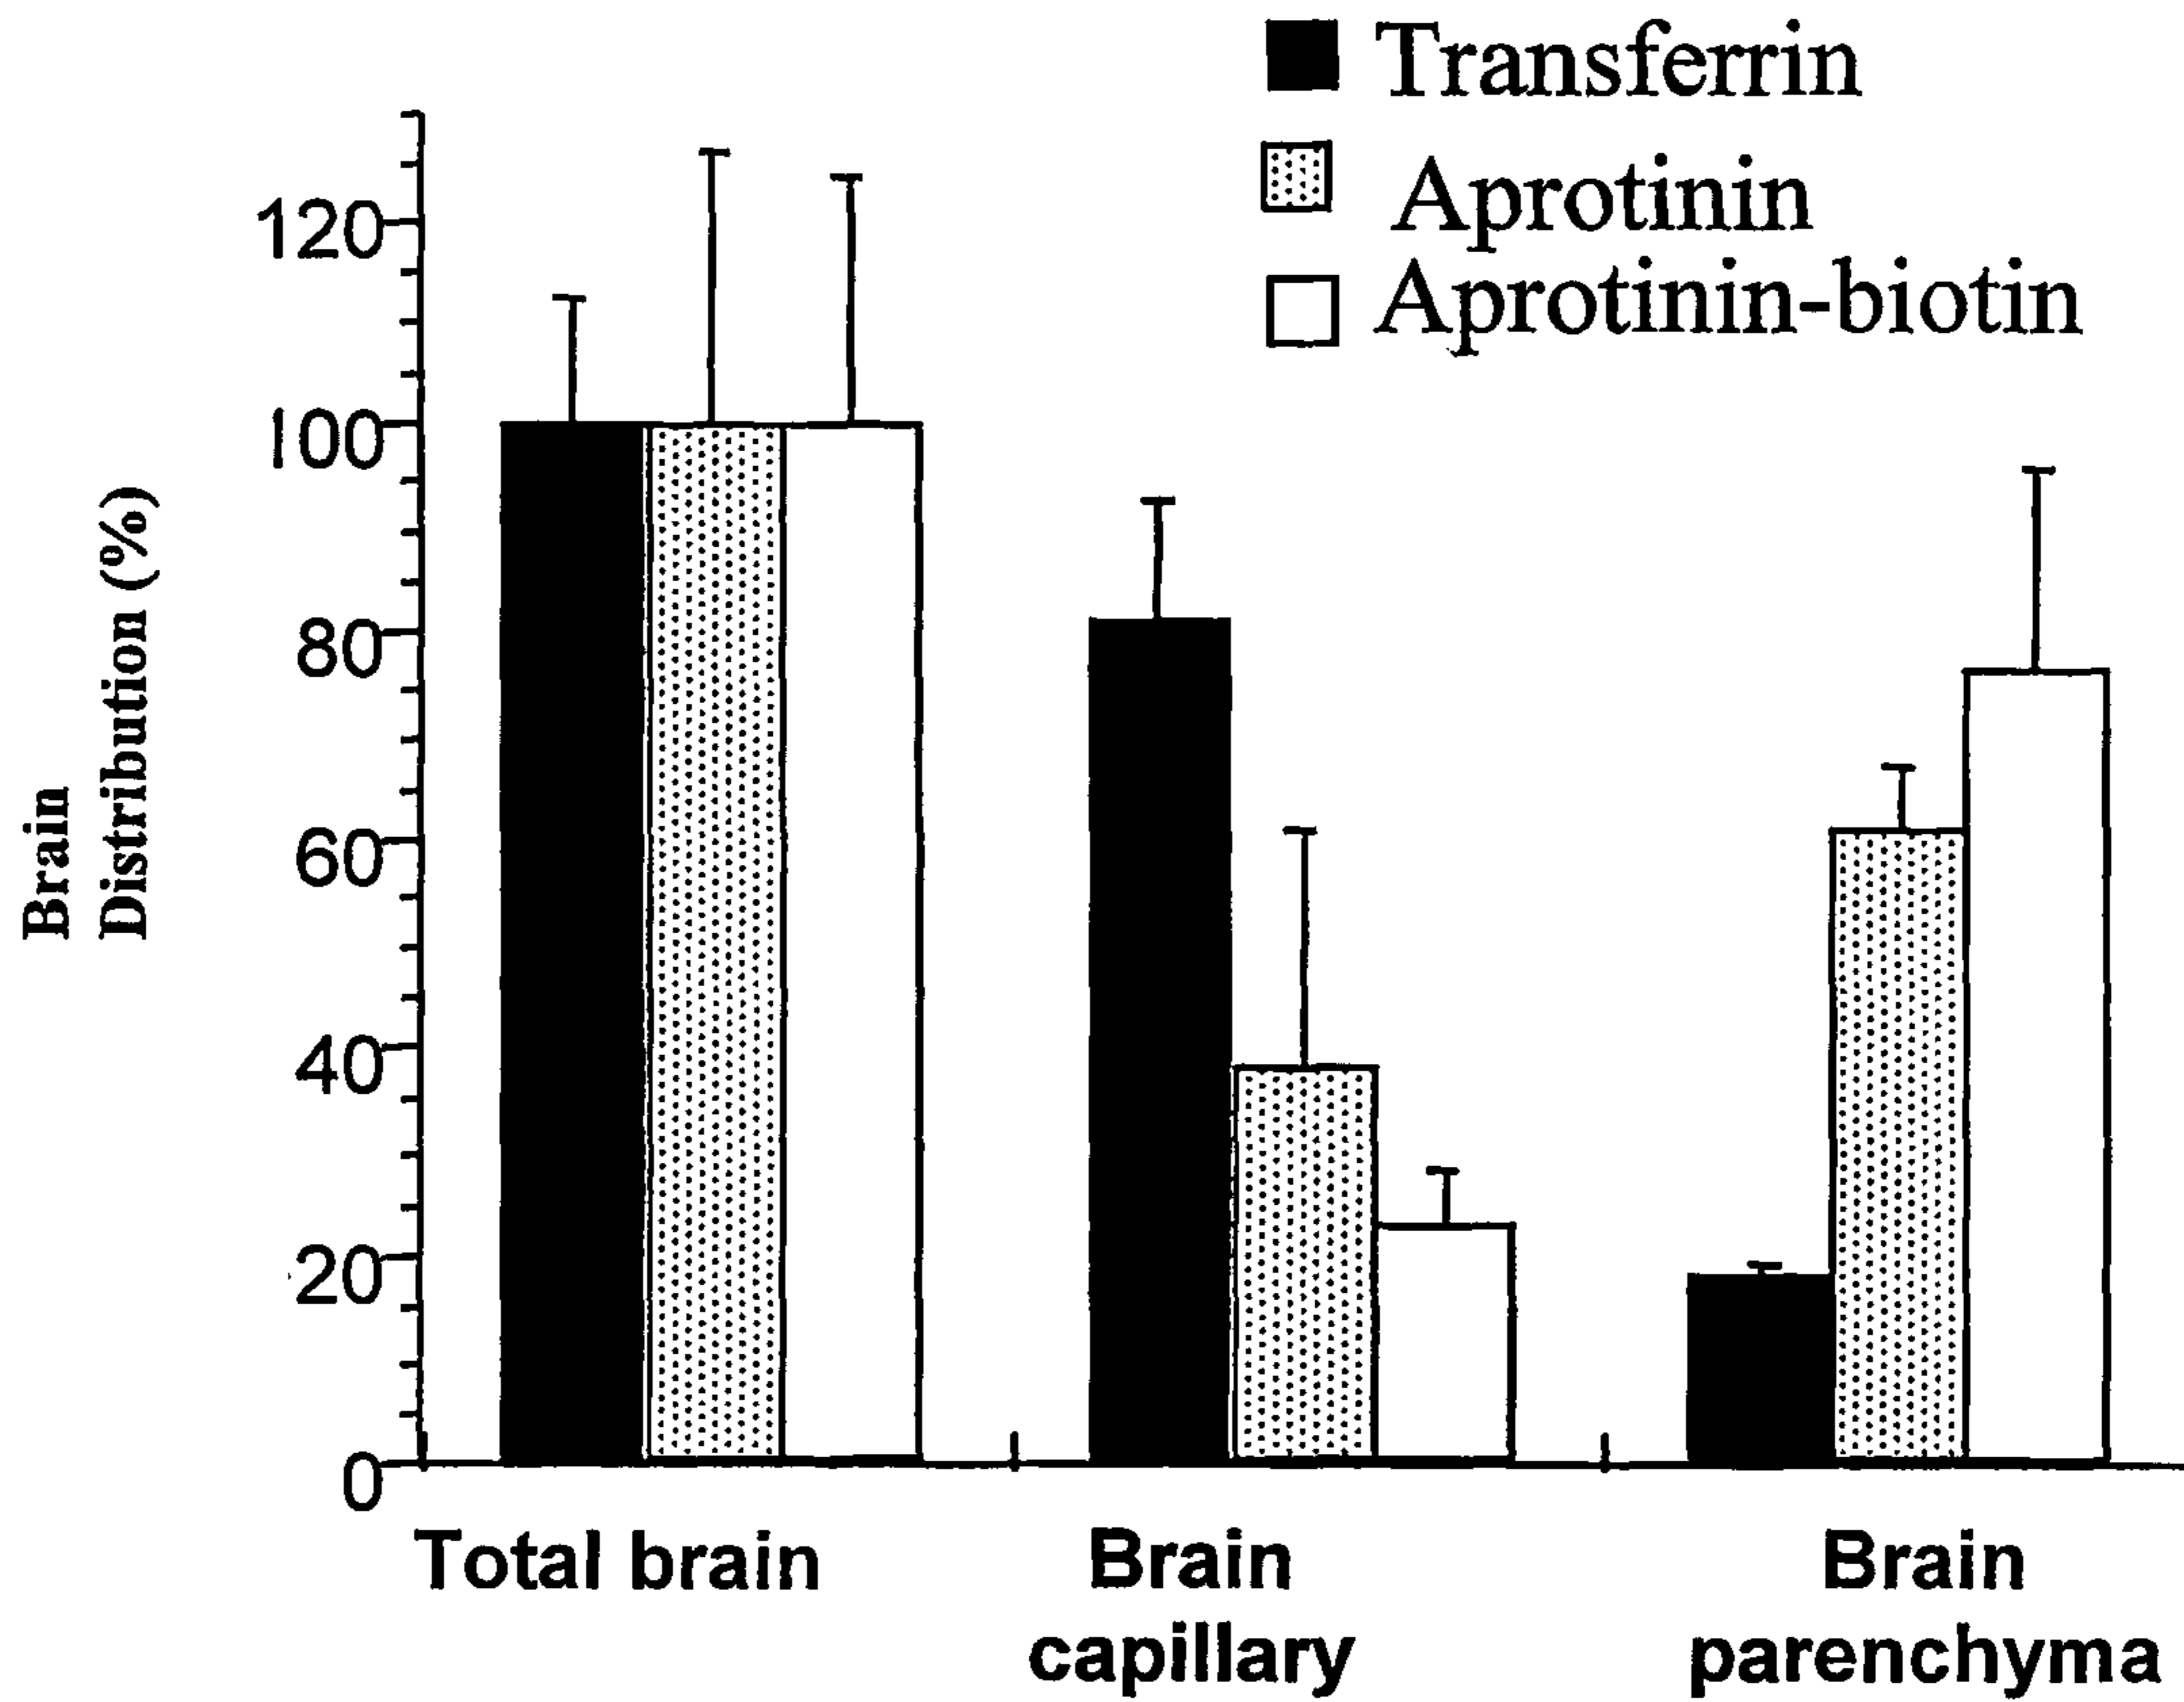 Transferrin
Aprotinin
Aprotinin-biotin
Brain
Distribution (%)
120
100
80
60
40
20
0
Total brain
Brain
capillary
Brain
parenchyma